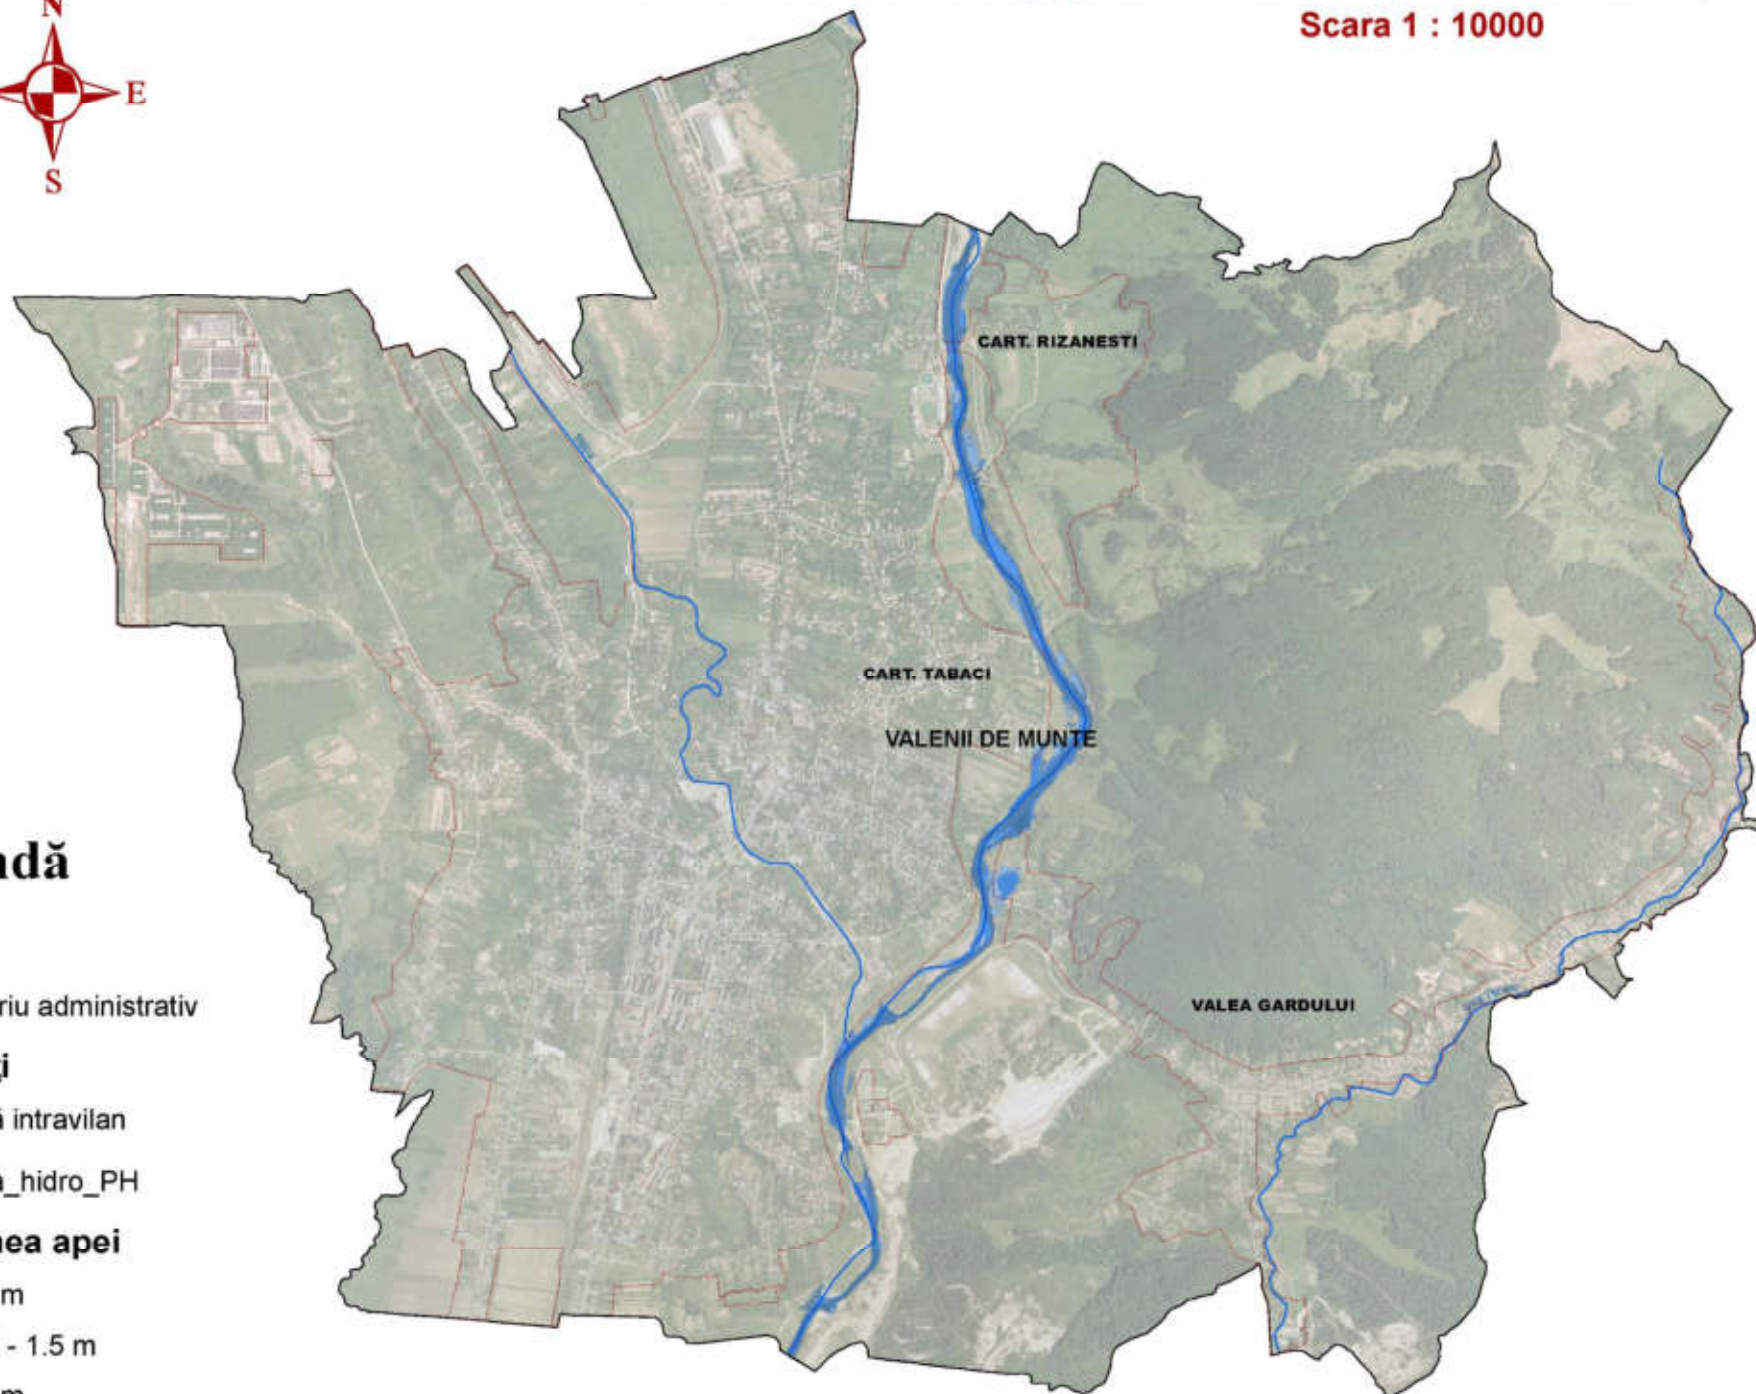 N
Scara 1 : 10000
E
S
CART. RIZANESTI
CART. TABACI
VALENII DE MUNTE
VALEA GARDULUI
ndă
riu administrativ
i
ă intravilan
_hidro_PH
ea apei
m
- 1.5 m
m